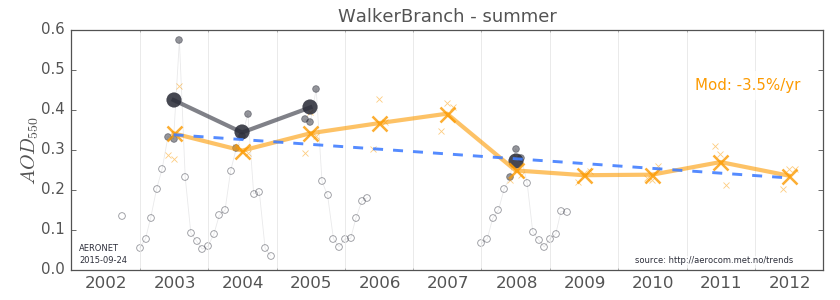 WalkerBranch - summer
0.6
0.5
0.4
0.3
0.2
0.1
0.0
AOD550
Mod: -3.5%/yr
AERONET
2015-09-24
source: http://aerocom.met.no/trends
2002 2003 2004 2005 2006 2007 2008 2009 2010 2011 2012